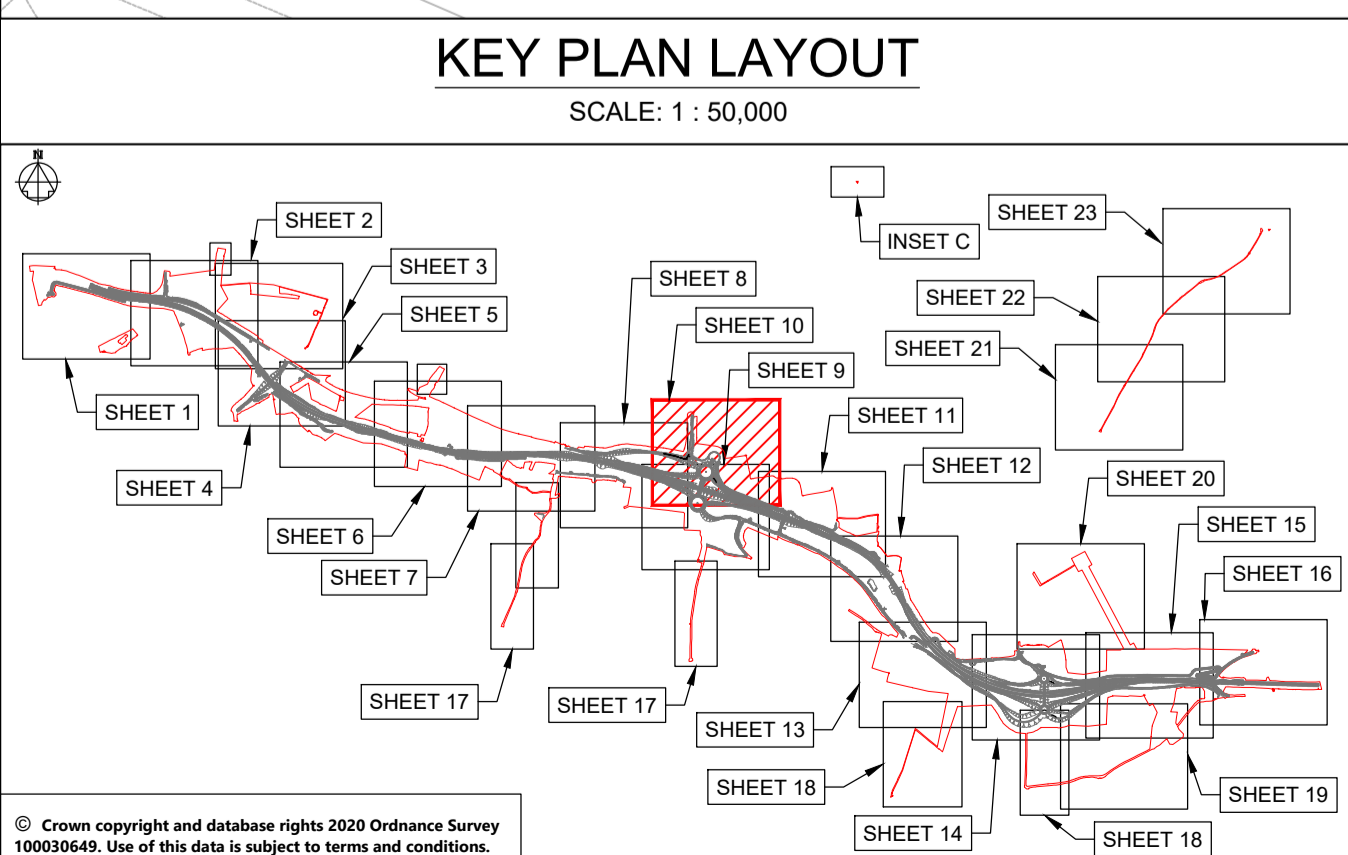 KEY PLAN LAYOUT
SCALE: 1 : 50,000
N
SHEET 2
SHEET 3
SHEET 5
SHEET 8
SHEET 10
SHEET 9
INSET C
SHEET 23
SHEET 22
SHEET 21
SHEET 1
SHEET 11
SHEET 12
SHEET 4
SHEET 20
SHEET 6
SHEET 15
SHEET 7
SHEET 16
SHEET 17
SHEET 17
SHEET 13
SHEET 18
SHEET 19
SHEET 14
SHEET 18
© Crown copyright and database rights 2020 Ordnance Survey
100030649. Use of this data is subject to terms and conditions.